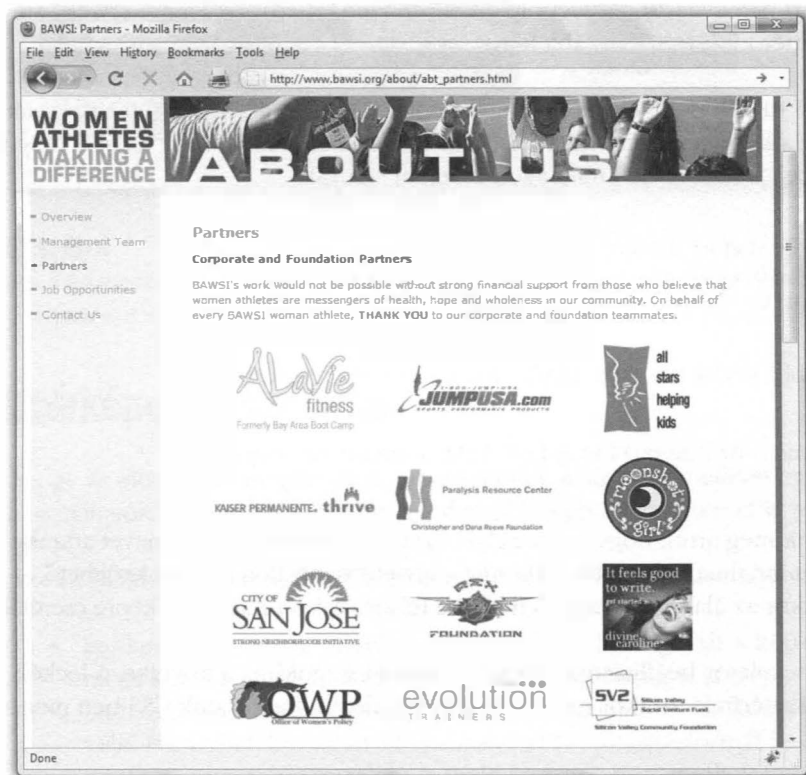 BAWSI: Partners - Mozilla Firefox
File Edit View History Bookmarks Tools Help
http://www.bawsi.org/about/abt_partners.html
WOMEN
ATHLETES
MAKING A
DIFFERENCE
ABOUT US
Overview
Management Team
Partners
Job Opportunities
Contact Us
Partners
Corporate and Foundation Partners
BAWSI's work would not be possible without strong financial support from those who believe that
women athletes are messengers of health, hope and wholeness in our community. On behalf of
every BAWSI woman athlete, THANK YOU to our corporate and foundation teammates.
ALaVie
fitness
Formerly Bay Area Boot Camp
1-800-JUMP-USA
JUMPUSA.com
SPORTS PERFORMANCE PRODUCTS
all
stars
helping
kids
KAISER PERMANENTE. thrive
Paralysis Resource Center
Christopher and Dana Reeve Foundation
moonshot
girl
CITY OF
SAN JOSE
STRONG NEIGHBORHOODS INITIATIVE
REX
FOUNDATION
It feels good
to write.
get started
divine
caroline
OWP
Office of Women's Policy
evolution
TRAINERS
SV2
Silicon Valley
Social Venture Fund
Silicon Valley Community Foundation
Done